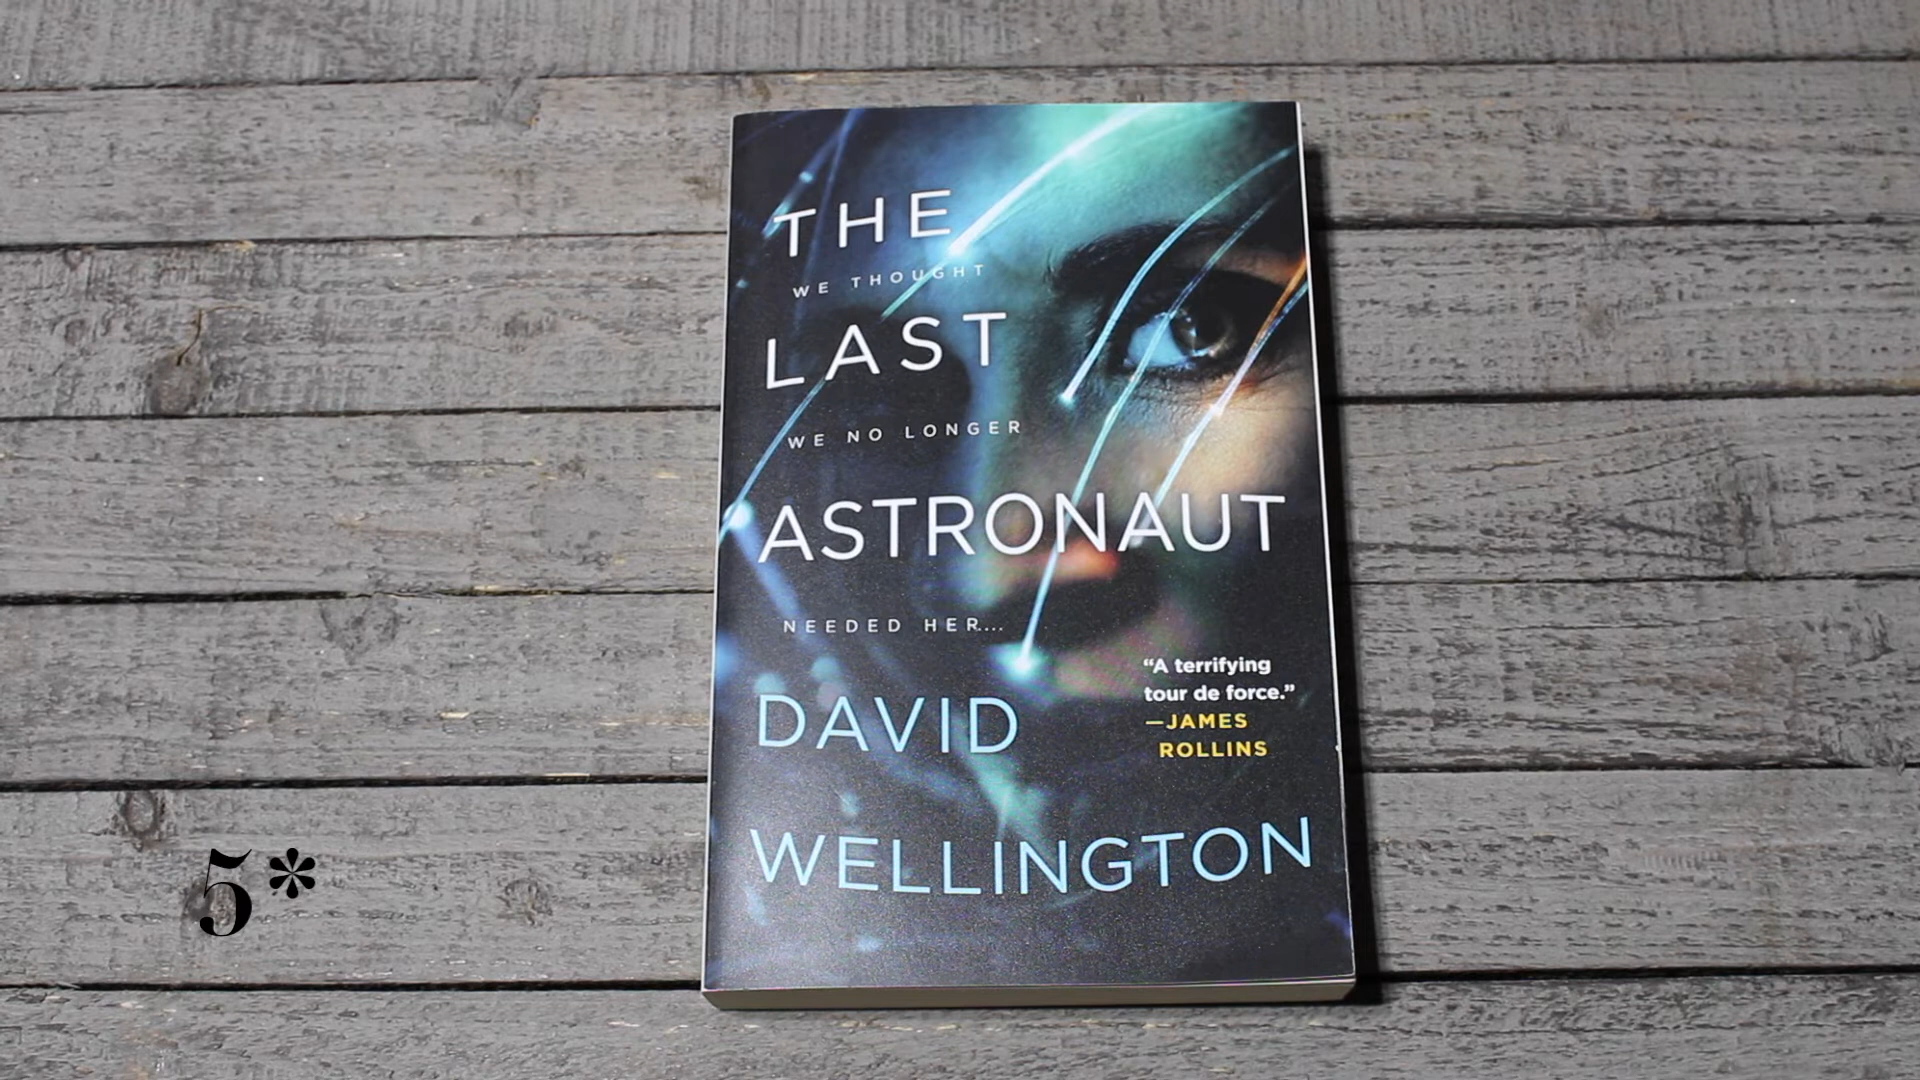 THE
WE THOUGHT
LAST
WE NO LONGER
ASTRONAUT
NEEDED HER....
“A terrifying
tour de force.”
—JAMES
ROLLINS
DAVID
WELLINGTON
5*